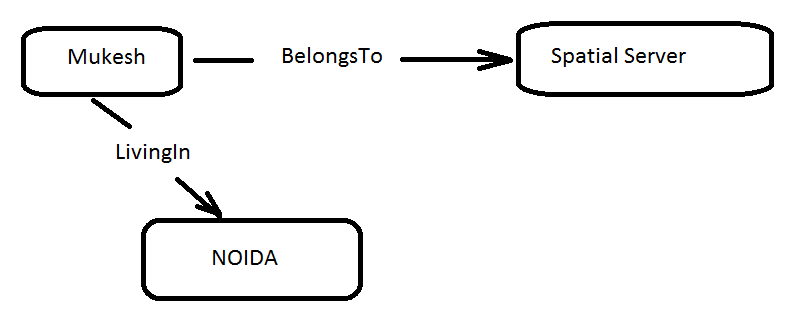 Mukesh
BelongsTo
Spatial Server
LivingIn
NOIDA